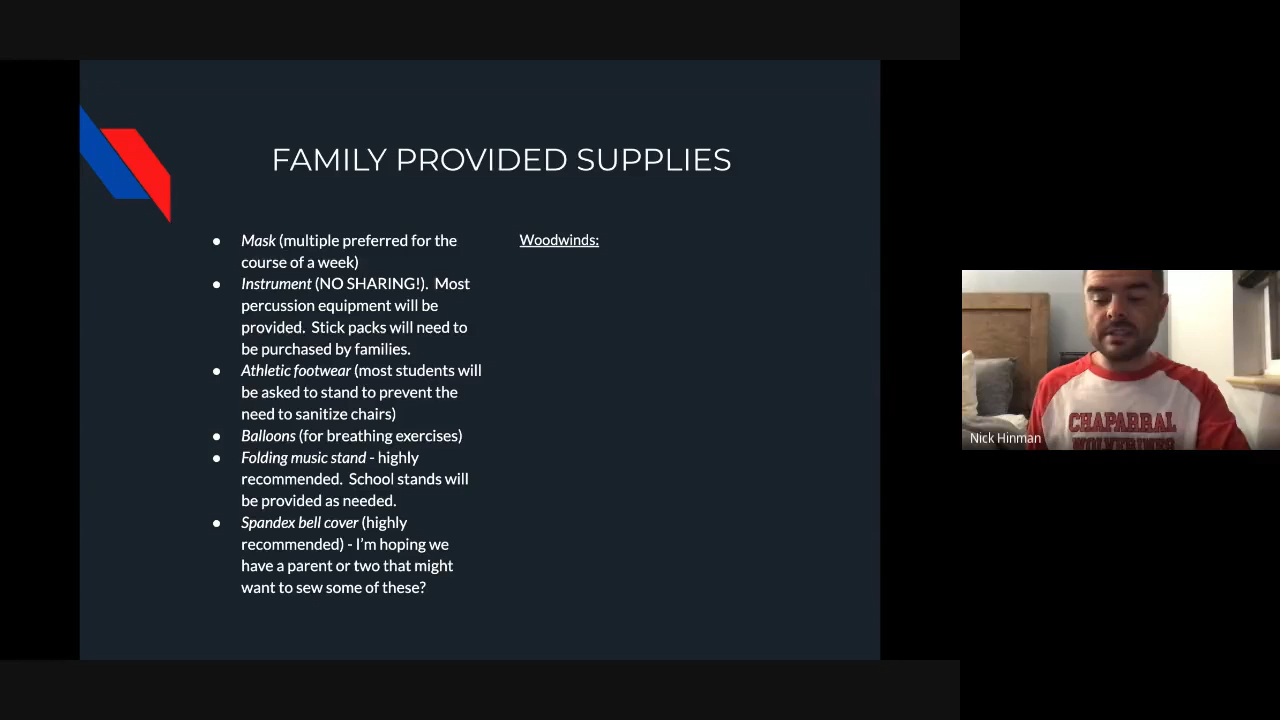 FAMILY PROVIDED SUPPLIES
● Mask (multiple preferred for the
course of a week)
● Instrument (NO SHARING!).  Most
percussion equipment will be
provided.  Stick packs will need to
be purchased by families.
● Athletic footwear (most students will
be asked to stand to prevent the
need to sanitize chairs)
● Balloons (for breathing exercises)
● Folding music stand - highly
recommended.  School stands will
be provided as needed.
● Spandex bell cover (highly
recommended) - I’m hoping we
have a parent or two that might
want to sew some of these?
Woodwinds:
CHAPARRAL
WOLVERINES
Nick Hinman